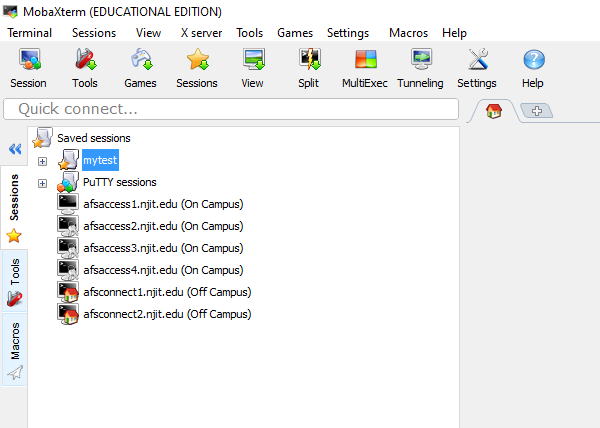 MobaXterm (EDUCATIONAL EDITION)
Terminal Sessions View X server Tools Games Settings Macros Help
Session Tools Games Sessions View Split MultiExec Tunneling Settings Help
Quick connect...
Saved sessions
mytest
PuTTY sessions
afsaccess1.njit.edu (On Campus)
afsaccess2.njit.edu (On Campus)
afsaccess3.njit.edu (On Campus)
afsaccess4.njit.edu (On Campus)
afsconnect1.njit.edu (Off Campus)
afsconnect2.njit.edu (Off Campus)
Sessions
Tools
Macros